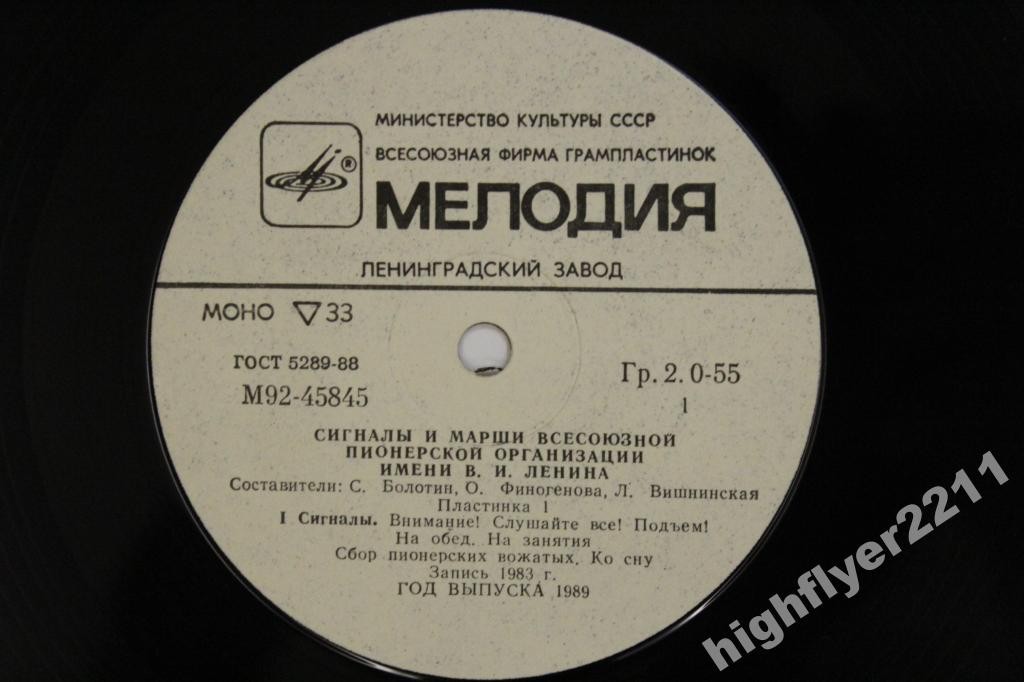 МИНИСТЕРСТВО КУЛЬТУРЫ СССР
ВСЕСОЮЗНАЯ ФИРМА ГРАМПЛАСТИНОК
®
МЕЛОДИЯ
ЛЕНИНГРАДСКИЙ ЗАВОД
МОНО ▽ 33
ГОСТ 5289-88
М92-45845
Гр. 2. 0-55
1
СИГНАЛЫ И МАРШИ ВСЕСОЮЗНОЙ
ПИОНЕРСКОЙ ОРГАНИЗАЦИИ
ИМЕНИ В. И. ЛЕНИНА
Составители: С. Болотин, О. Финогенова, Л. Вишнинская
Пластинка 1
I Сигналы. Внимание! Слушайте все! Подъем!
На обед. На занятия
Сбор пионерских вожатых. Ко сну
Запись 1983 г.
ГОД ВЫПУСКА 1989
highflyer2211